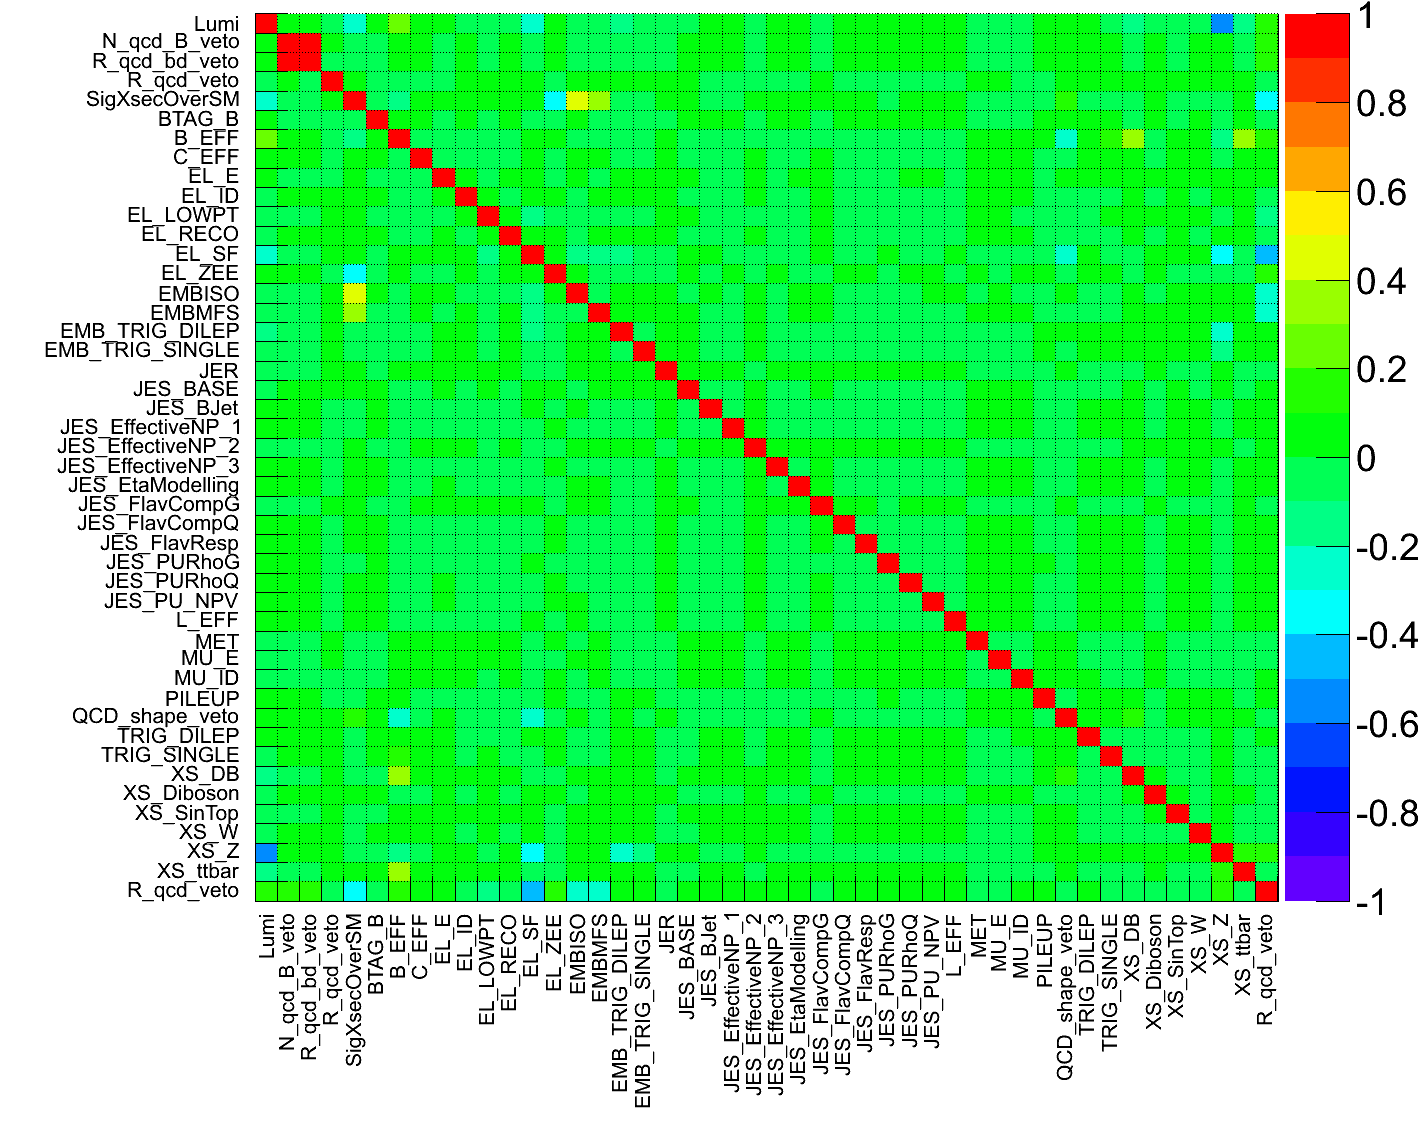 Lumi
N_qcd_B_veto
R_qcd_bd_veto
R_qcd_veto
SigXsecOverSM
BTAG_B
B_EFF
C_EFF
EL_E
EL_ID
EL_LOWPT
EL_RECO
EL_SF
EL_ZEE
EMBISO
EMBMFS
EMB_TRIG_DILEP
EMB_TRIG_SINGLE
JER
JES_BASE
JES_BJet
JES_EffectiveNP_1
JES_EffectiveNP_2
JES_EffectiveNP_3
JES_EtaModelling
JES_FlavCompG
JES_FlavCompQ
JES_FlavResp
JES_PURhoG
JES_PURhoQ
JES_PU_NPV
L_EFF
MET
MU_E
MU_ID
PILEUP
QCD_shape_veto
TRIG_DILEP
TRIG_SINGLE
XS_DB
XS_Diboson
XS_SinTop
XS_W
XS_Z
XS_ttbar
R_qcd_veto
Lumi
N_qcd_B_veto
R_qcd_bd_veto
R_qcd_veto
SigXsecOverSM
BTAG_B
B_EFF
C_EFF
EL_E
EL_ID
EL_LOWPT
EL_RECO
EL_SF
EL_ZEE
EMBISO
EMBMFS
EMB_TRIG_DILEP
EMB_TRIG_SINGLE
JER
JES_BASE
JES_BJet
JES_EffectiveNP_1
JES_EffectiveNP_2
JES_EffectiveNP_3
JES_EtaModelling
JES_FlavCompG
JES_FlavCompQ
JES_FlavResp
JES_PURhoG
JES_PURhoQ
JES_PU_NPV
L_EFF
MET
MU_E
MU_ID
PILEUP
QCD_shape_veto
TRIG_DILEP
TRIG_SINGLE
XS_DB
XS_Diboson
XS_SinTop
XS_W
XS_Z
XS_ttbar
R_qcd_veto
1
0.8
0.6
0.4
0.2
0
-0.2
-0.4
-0.6
-0.8
-1